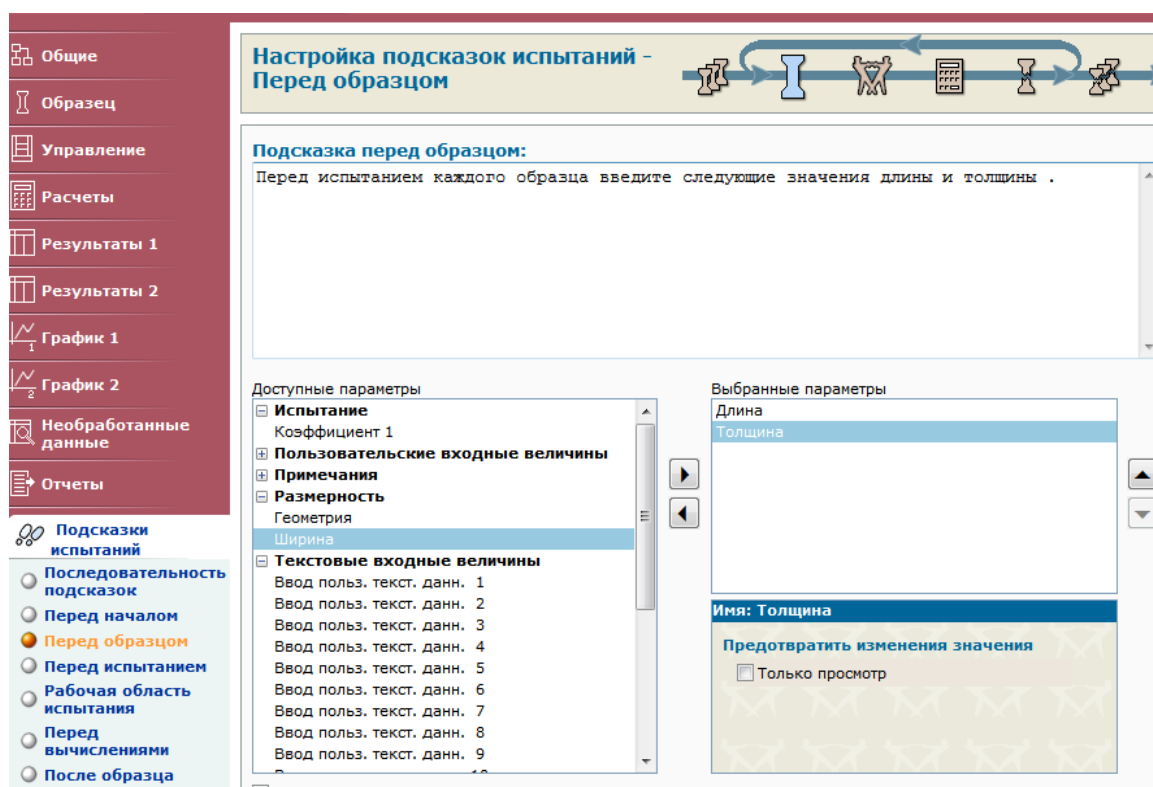 Общие
Образец
Управление
Расчеты
Результаты 1
Результаты 2
1
График 1
2
График 2
Необработанные
данные
Отчеты
Подсказки
испытаний
Последовательность
подсказок
Перед началом
Перед образцом
Перед испытанием
Рабочая область
испытания
Перед
вычислениями
После образца
Настройка подсказок испытаний -
Перед образцом
Подсказка перед образцом:
Перед испытанием каждого образца введите следующие значения длины и толщины .
Доступные параметры
Испытание
Коэффициент 1
Пользовательские входные величины
Примечания
Размерность
Геометрия
Ширина
Текстовые входные величины
Ввод польз. текст. данн. 1
Ввод польз. текст. данн. 2
Ввод польз. текст. данн. 3
Ввод польз. текст. данн. 4
Ввод польз. текст. данн. 5
Ввод польз. текст. данн. 6
Ввод польз. текст. данн. 7
Ввод польз. текст. данн. 8
Ввод польз. текст. данн. 9
Выбранные параметры
Длина
Толщина
Имя: Толщина
Предотвратить изменения значения
Только просмотр